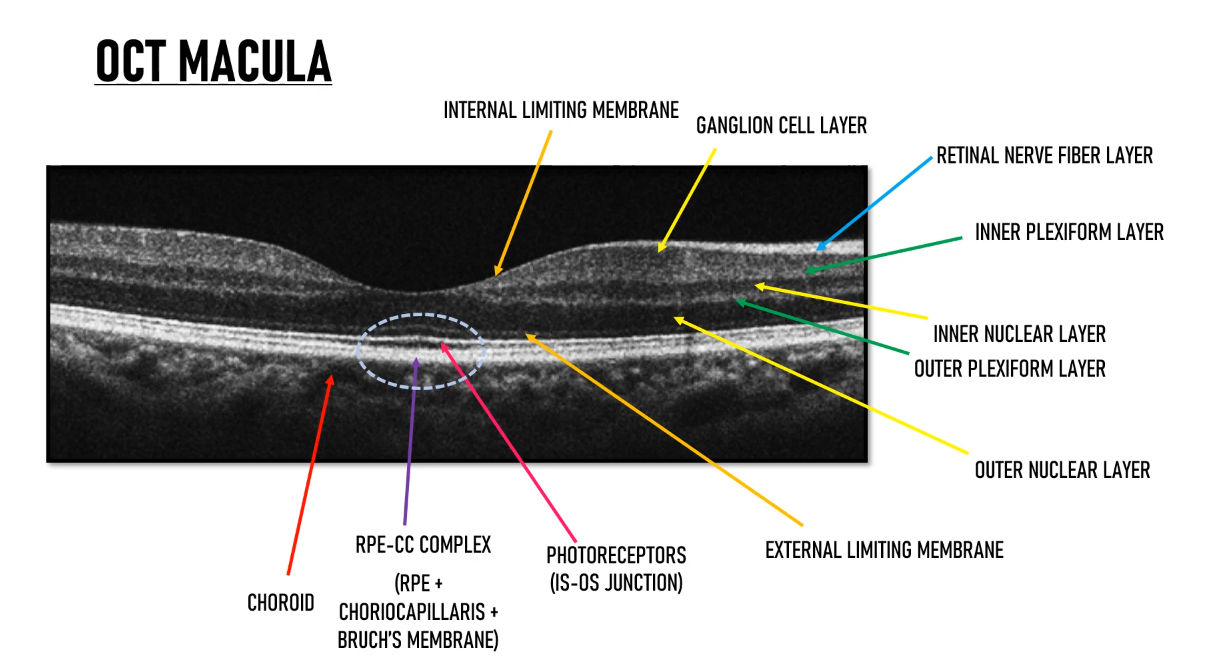 OCT MACULA
INTERNAL LIMITING MEMBRANE
GANGLION CELL LAYER
RETINAL NERVE FIBER LAYER
INNER PLEXIFORM LAYER
INNER NUCLEAR LAYER
OUTER PLEXIFORM LAYER
OUTER NUCLEAR LAYER
EXTERNAL LIMITING MEMBRANE
PHOTORECEPTORS
(IS-OS JUNCTION)
RPE-CC COMPLEX
(RPE +
CHORIOCAPILLARIS +
BRUCH'S MEMBRANE)
CHOROID